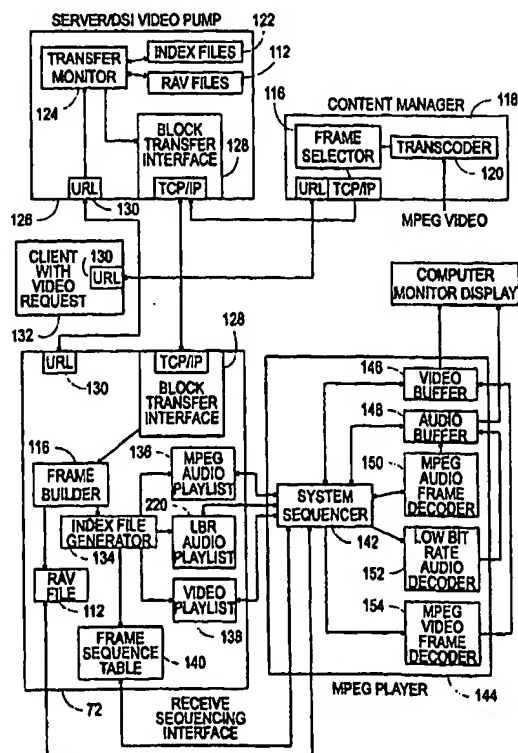 SERVER/DSI VIDEO PUMP
122
INDEX FILES
112
TRANSFER
MONITOR
RAV FILES
124
BLOCK
TRANSFER
INTERFACE
128
URL
130
TCP/IP
126
CONTENT MANAGER
116
118
FRAME
SELECTOR
TRANSCODER
120
URL
TCP/IP
MPEG VIDEO
CLIENT WITH
VIDEO
REQUEST
130
URL
132
COMPUTER
MONITOR DISPLAY
URL
130
TCP/IP
128
BLOCK
TRANSFER
INTERFACE
116
FRAME
BUILDER
136
MPEG
AUDIO
PLAYLIST
INDEX FILE
GENERATOR
134
220
LBR
AUDIO
PLAYLIST
RAV
FILE
112
VIDEO
PLAYLIST
138
FRAME
SEQUENCE
TABLE
140
72
RECEIVE
SEQUENCING
INTERFACE
SYSTEM
SEQUENCER
142
146
VIDEO
BUFFER
148
AUDIO
BUFFER
150
MPEG
AUDIO
FRAME
DECODER
LOW BIT
RATE
AUDIO
DECODER
152
154
MPEG
VIDEO
FRAME
DECODER
MPEG PLAYER
144